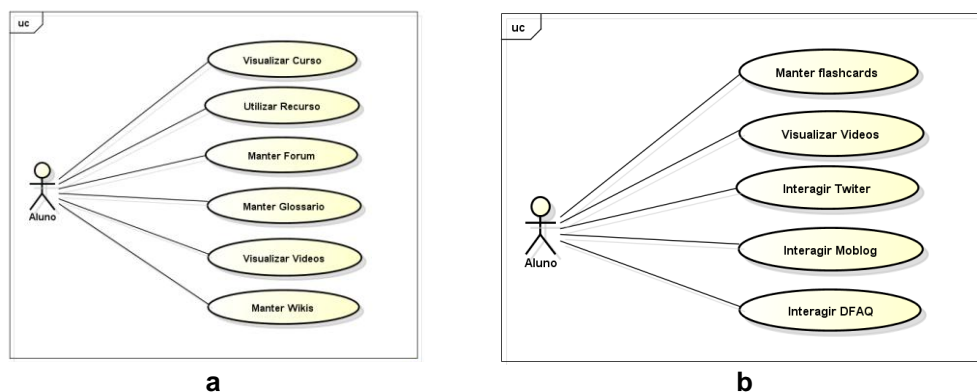 uc
Visualizar Curso
Utilizar Recurso
Manter Forum
Manter Glossario
Visualizar Videos
Manter Wikis
Aluno
a
uc
Manter flashcards
Visualizar Videos
Interagir Twiter
Interagir Moblog
Interagir DFAQ
Aluno
b